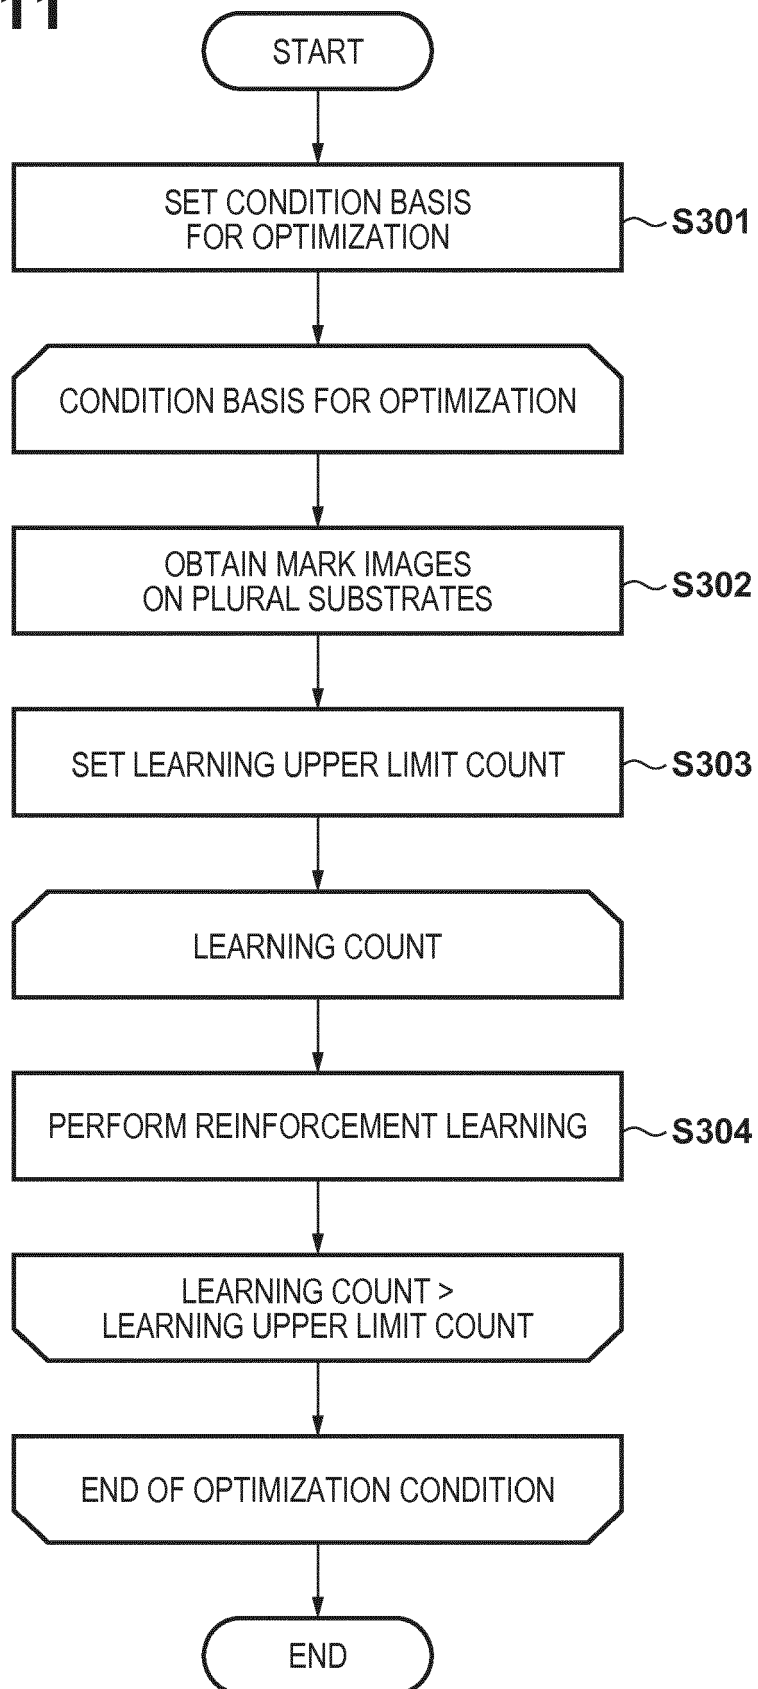 11
START
SET CONDITION BASIS
FOR OPTIMIZATION
S301
CONDITION BASIS FOR OPTIMIZATION
OBTAIN MARK IMAGES
ON PLURAL SUBSTRATES
S302
SET LEARNING UPPER LIMIT COUNT
S303
LEARNING COUNT
PERFORM REINFORCEMENT LEARNING
S304
LEARNING COUNT >
LEARNING UPPER LIMIT COUNT
END OF OPTIMIZATION CONDITION
END